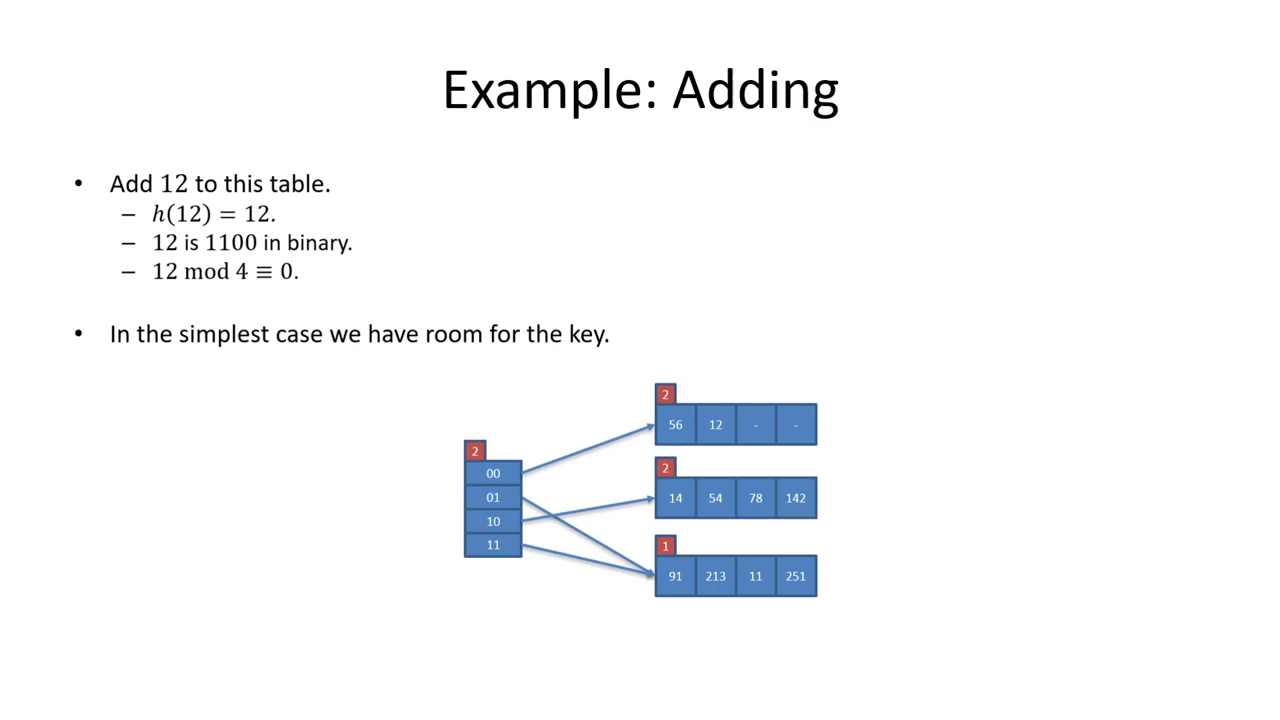 Example: Adding
• Add 12 to this table.
– h(12) = 12.
– 12 is 1100 in binary.
– 12 mod 4 ≡ 0.
• In the simplest case we have room for the key.
2
56 12 - -
2
00
01
10
11
2
14 54 78 142
1
91 213 11 251